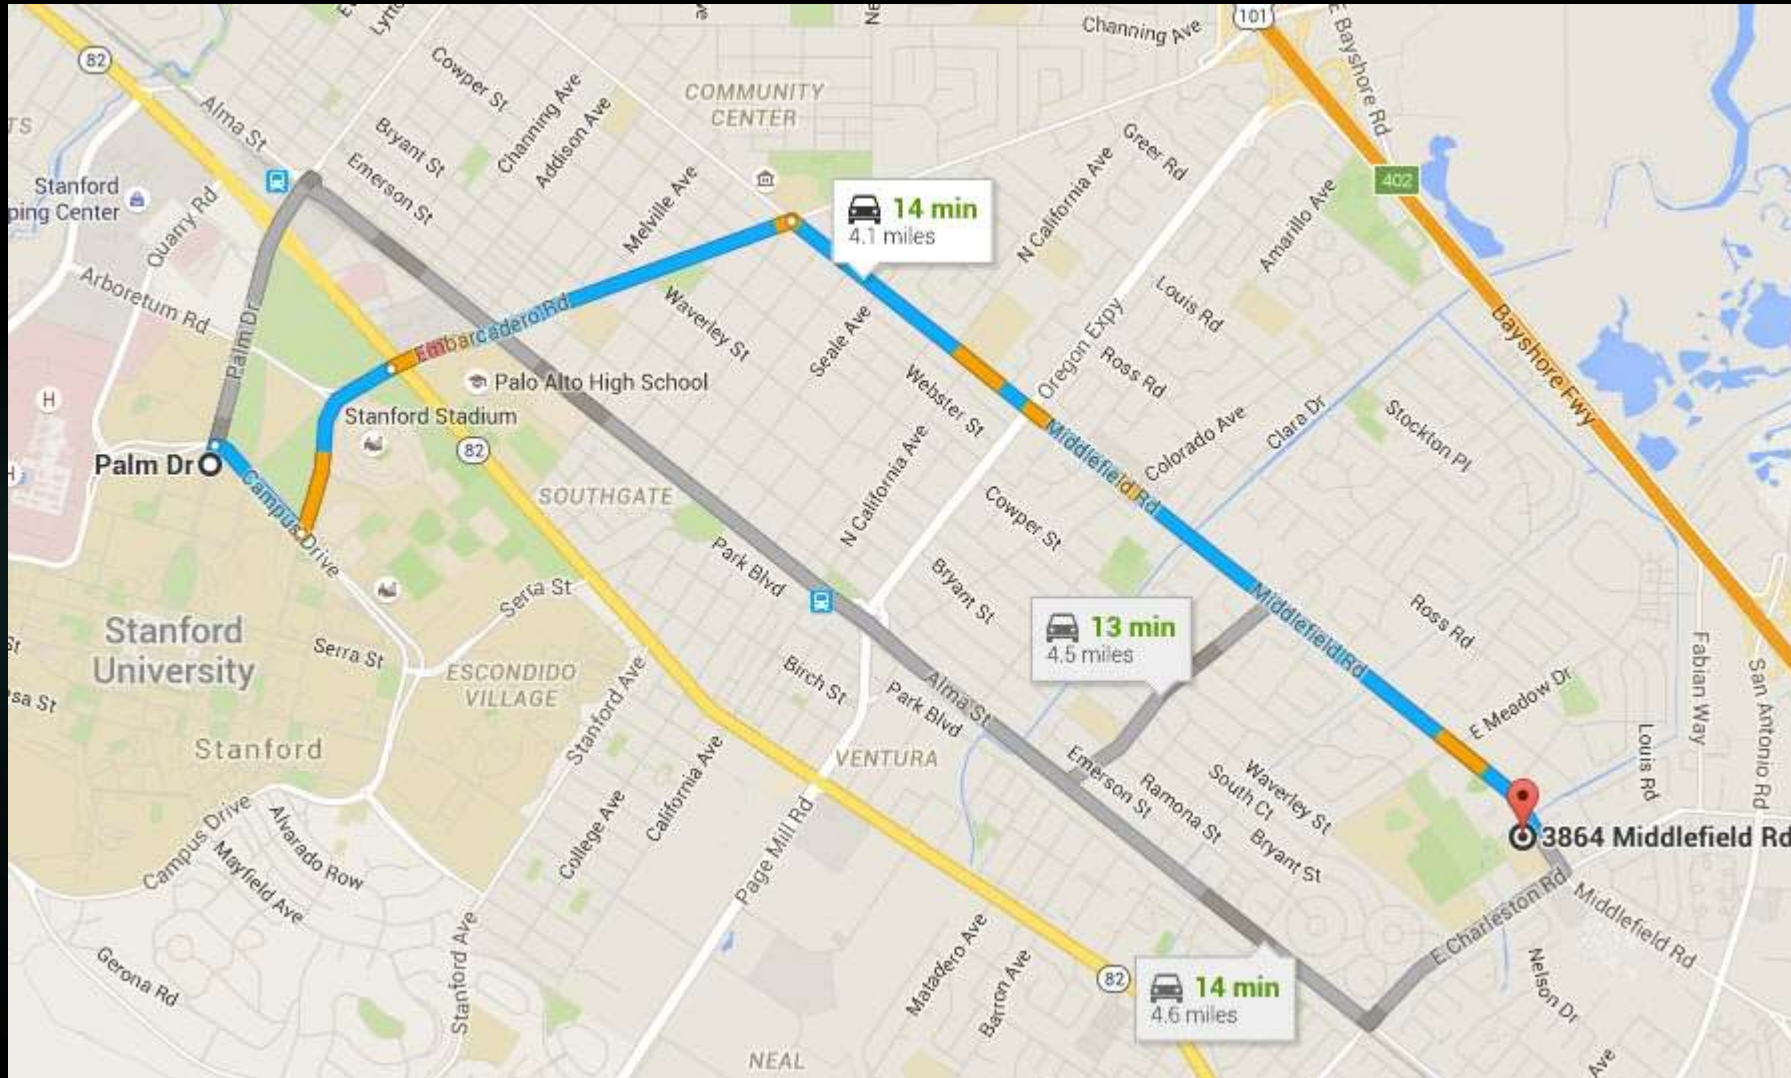 101
Channing Ave
E Bayshore Rd
82
Cowper St
Channing Ave
Addison Ave
COMMUNITY
CENTER
Alma St
Bryant St
Emerson St
Greer Rd
402
Stanford
ping Center
Quarry Rd
Melville Ave
14 min
4.1 miles
N California Ave
Amarillo Ave
Arboretum Rd
Palm Dr
Embarcadero Rd
Waverley St
Seale Ave
Louis Rd
Oregon Expy
Ross Rd
Bayshore Fwy
H
Palo Alto High School
Stanford Stadium
Webster St
Colorado Ave
Clara Dr
Stockton Pl
82
Palm Dr
Campus Drive
SOUTHGATE
N California Ave
Middlefield Rd
Cowper St
Park Blvd
Bryant St
Serra St
Stanford
University
Serra St
13 min
4.5 miles
Middlefield Rd
Ross Rd
Fabian Way
San Antonio Rd
sa St
ESCONDIDO
VILLAGE
Birch St
Park Blvd
Alma St
E Meadow Dr
Louis Rd
Stanford
Stanford Ave
California Ave
College Ave
VENTURA
Emerson St
Ramona St
South Ct
Waverley St
Bryant St
3864 Middlefield Rd
Campus Drive
Alvarado Row
Mayfield Ave
Page Mill Rd
E Charleston Rd
Middlefield Rd
Gerona Rd
Stanford Ave
Matadero Ave
Barron Ave
82
14 min
4.6 miles
Nelson Dr
NEAL
Ave